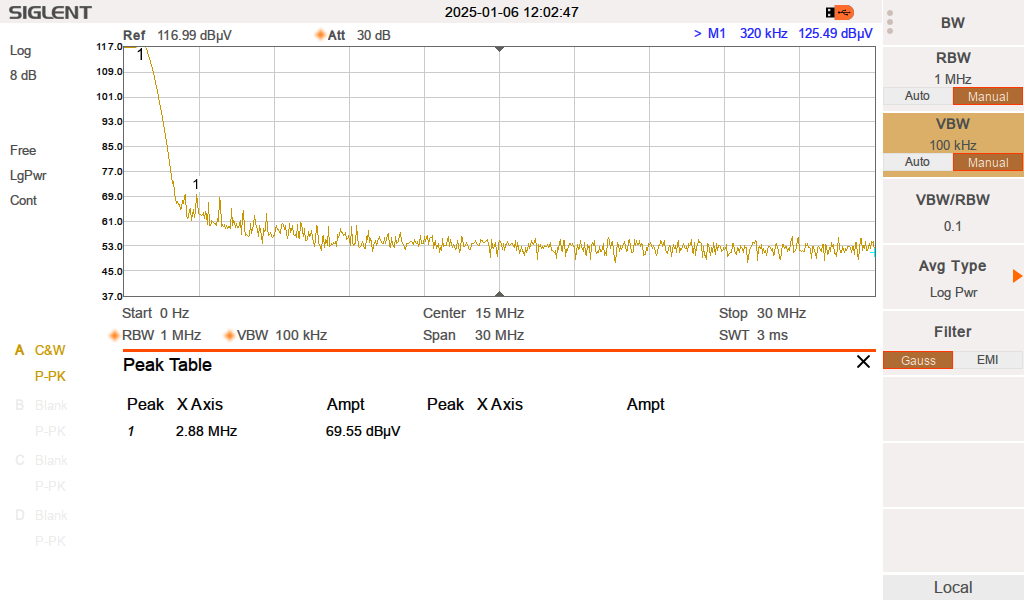 SIGLENT
2025-01-06 12:02:47
BW
Ref 116.99 dBµV
Att 30 dB
> M1 320 kHz 125.49 dBµV
Log
8 dB
Free
LgPwr
Cont
117.0
109.0
101.0
93.0
85.0
77.0
69.0
61.0
53.0
45.0
37.0
1
1
Start 0 Hz
Center 15 MHz
Stop 30 MHz
RBW 1 MHz
VBW 100 kHz
Span 30 MHz
SWT 3 ms
A C&W
P-PK
B Blank
P-PK
C Blank
P-PK
D Blank
P-PK
Peak Table
Peak X Axis Ampt Peak X Axis Ampt
1 2.88 MHz 69.55 dBµV
RBW
1 MHz
Auto Manual
VBW
100 kHz
Auto Manual
VBW/RBW
0.1
Avg Type
Log Pwr
Filter
Gauss EMI
Local